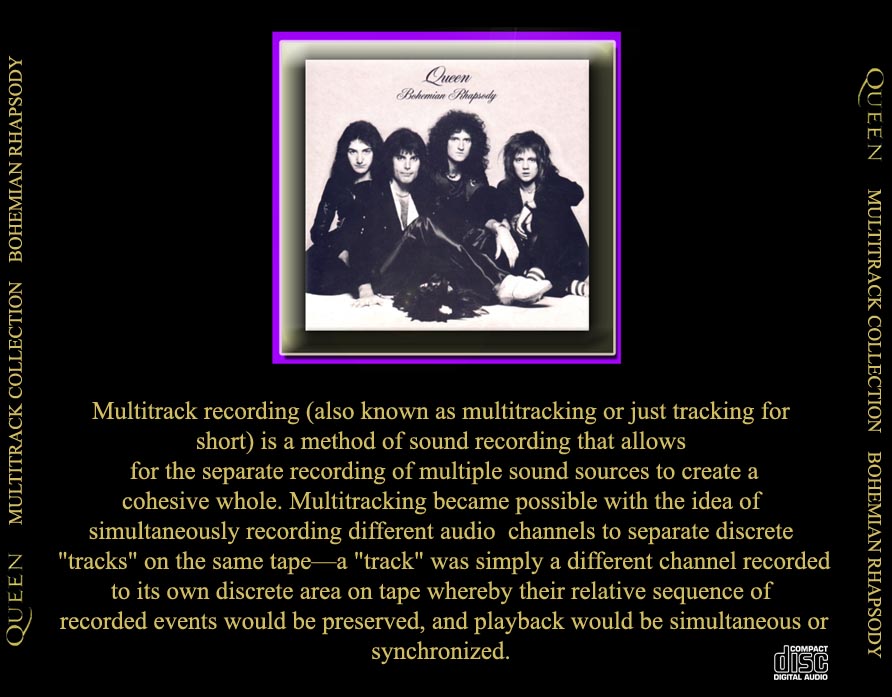 Queen
Bohemian Rhapsody
QUEEN MULTITRACK COLLECTION BOHEMIAN RHAPSODY
QUEEN MULTITRACK COLLECTION BOHEMIAN RHAPSODY
Multitrack recording (also known as multitracking or just tracking for
short) is a method of sound recording that allows
for the separate recording of multiple sound sources to create a
cohesive whole. Multitracking became possible with the idea of
simultaneously recording different audio  channels to separate discrete
"tracks" on the same tape—a "track" was simply a different channel recorded
to its own discrete area on tape whereby their relative sequence of
recorded events would be preserved, and playback would be simultaneous or
synchronized.
COMPACT
disc
DIGITAL AUDIO